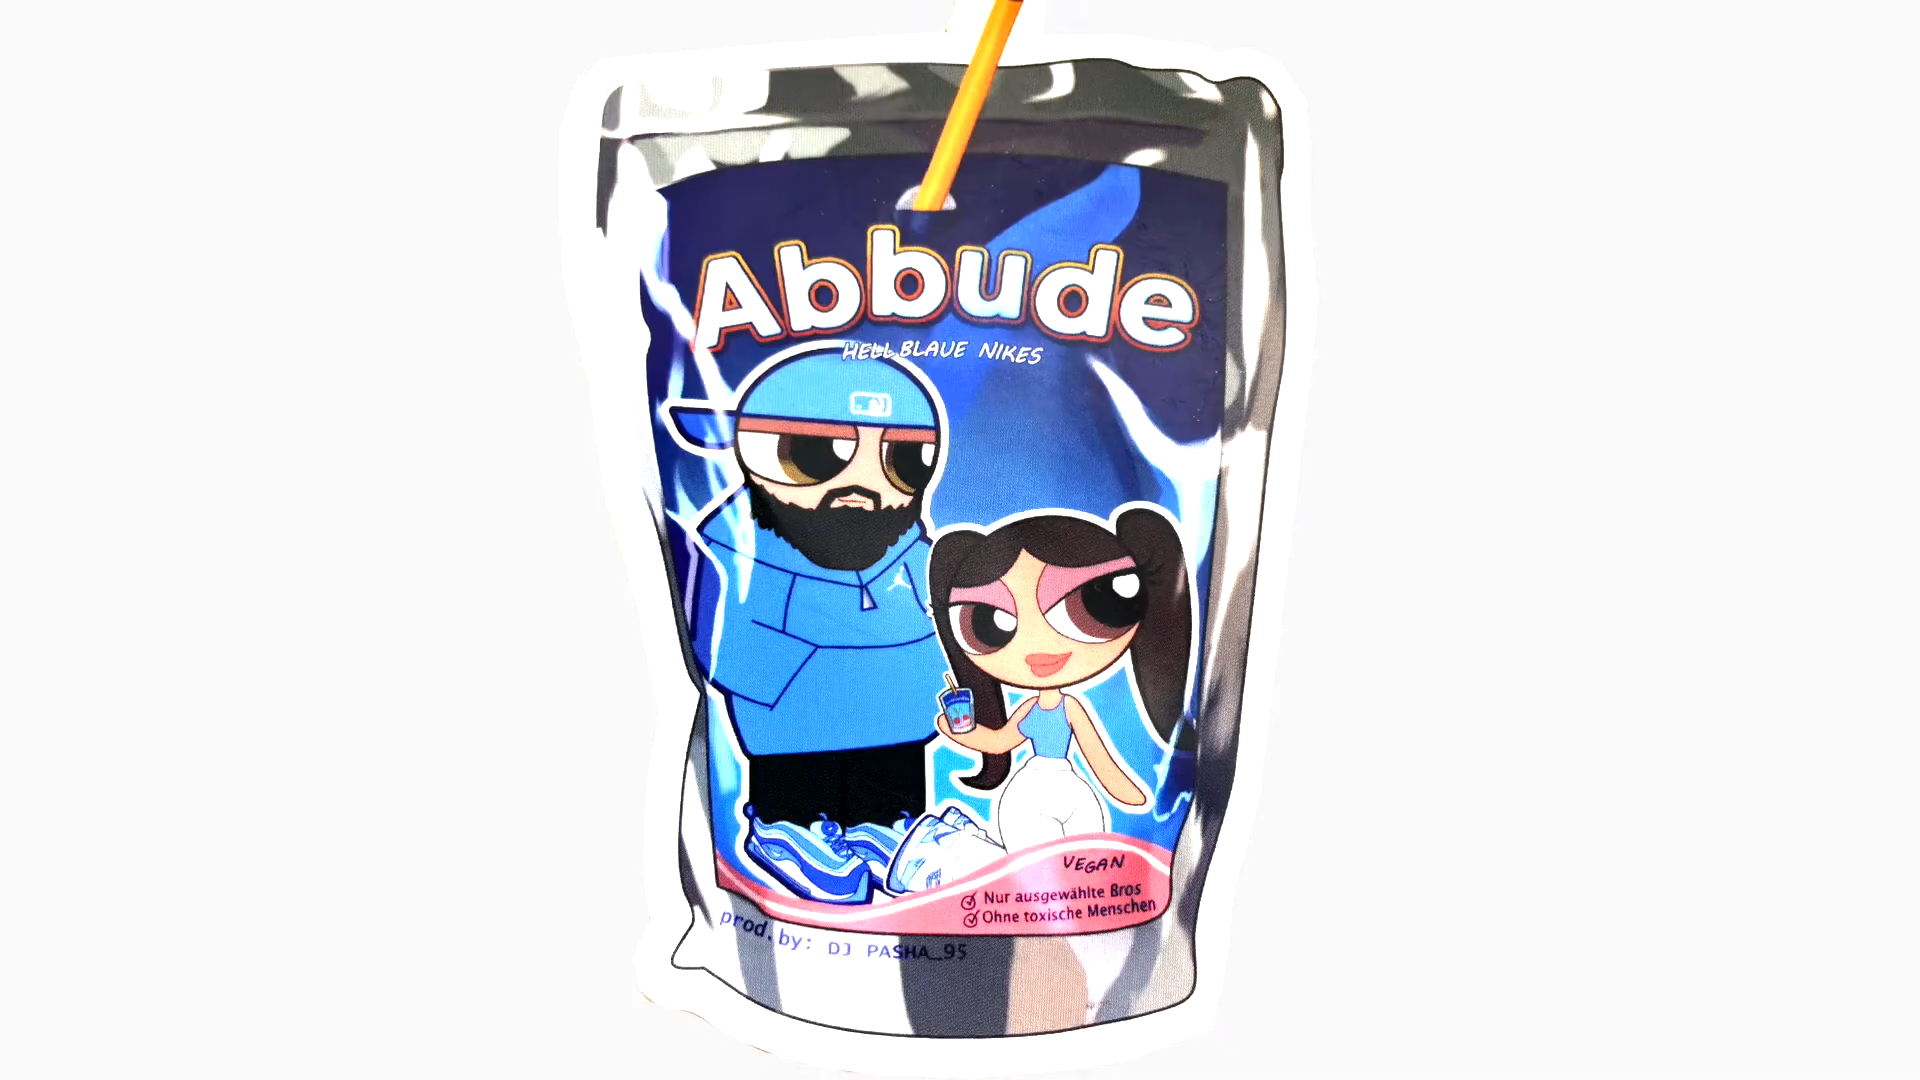 Abbude
HELL BLAUE NIKES
VEGAN
Nur ausgewählte Bros
Ohne toxische Menschen
prod. by: DJ PASHA_95